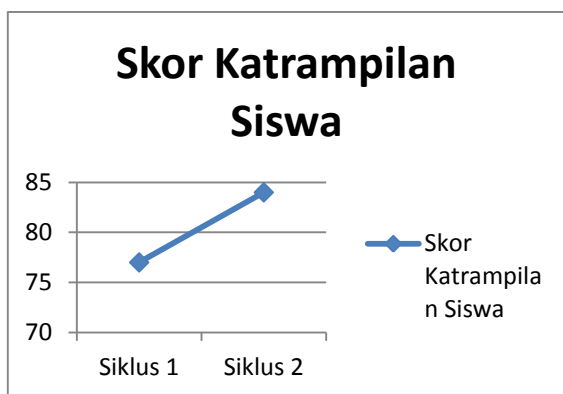 Skor Katrampilan
Siswa
85
80
75
70
Siklus 1
Siklus 2
Skor
Katrampila
n Siswa